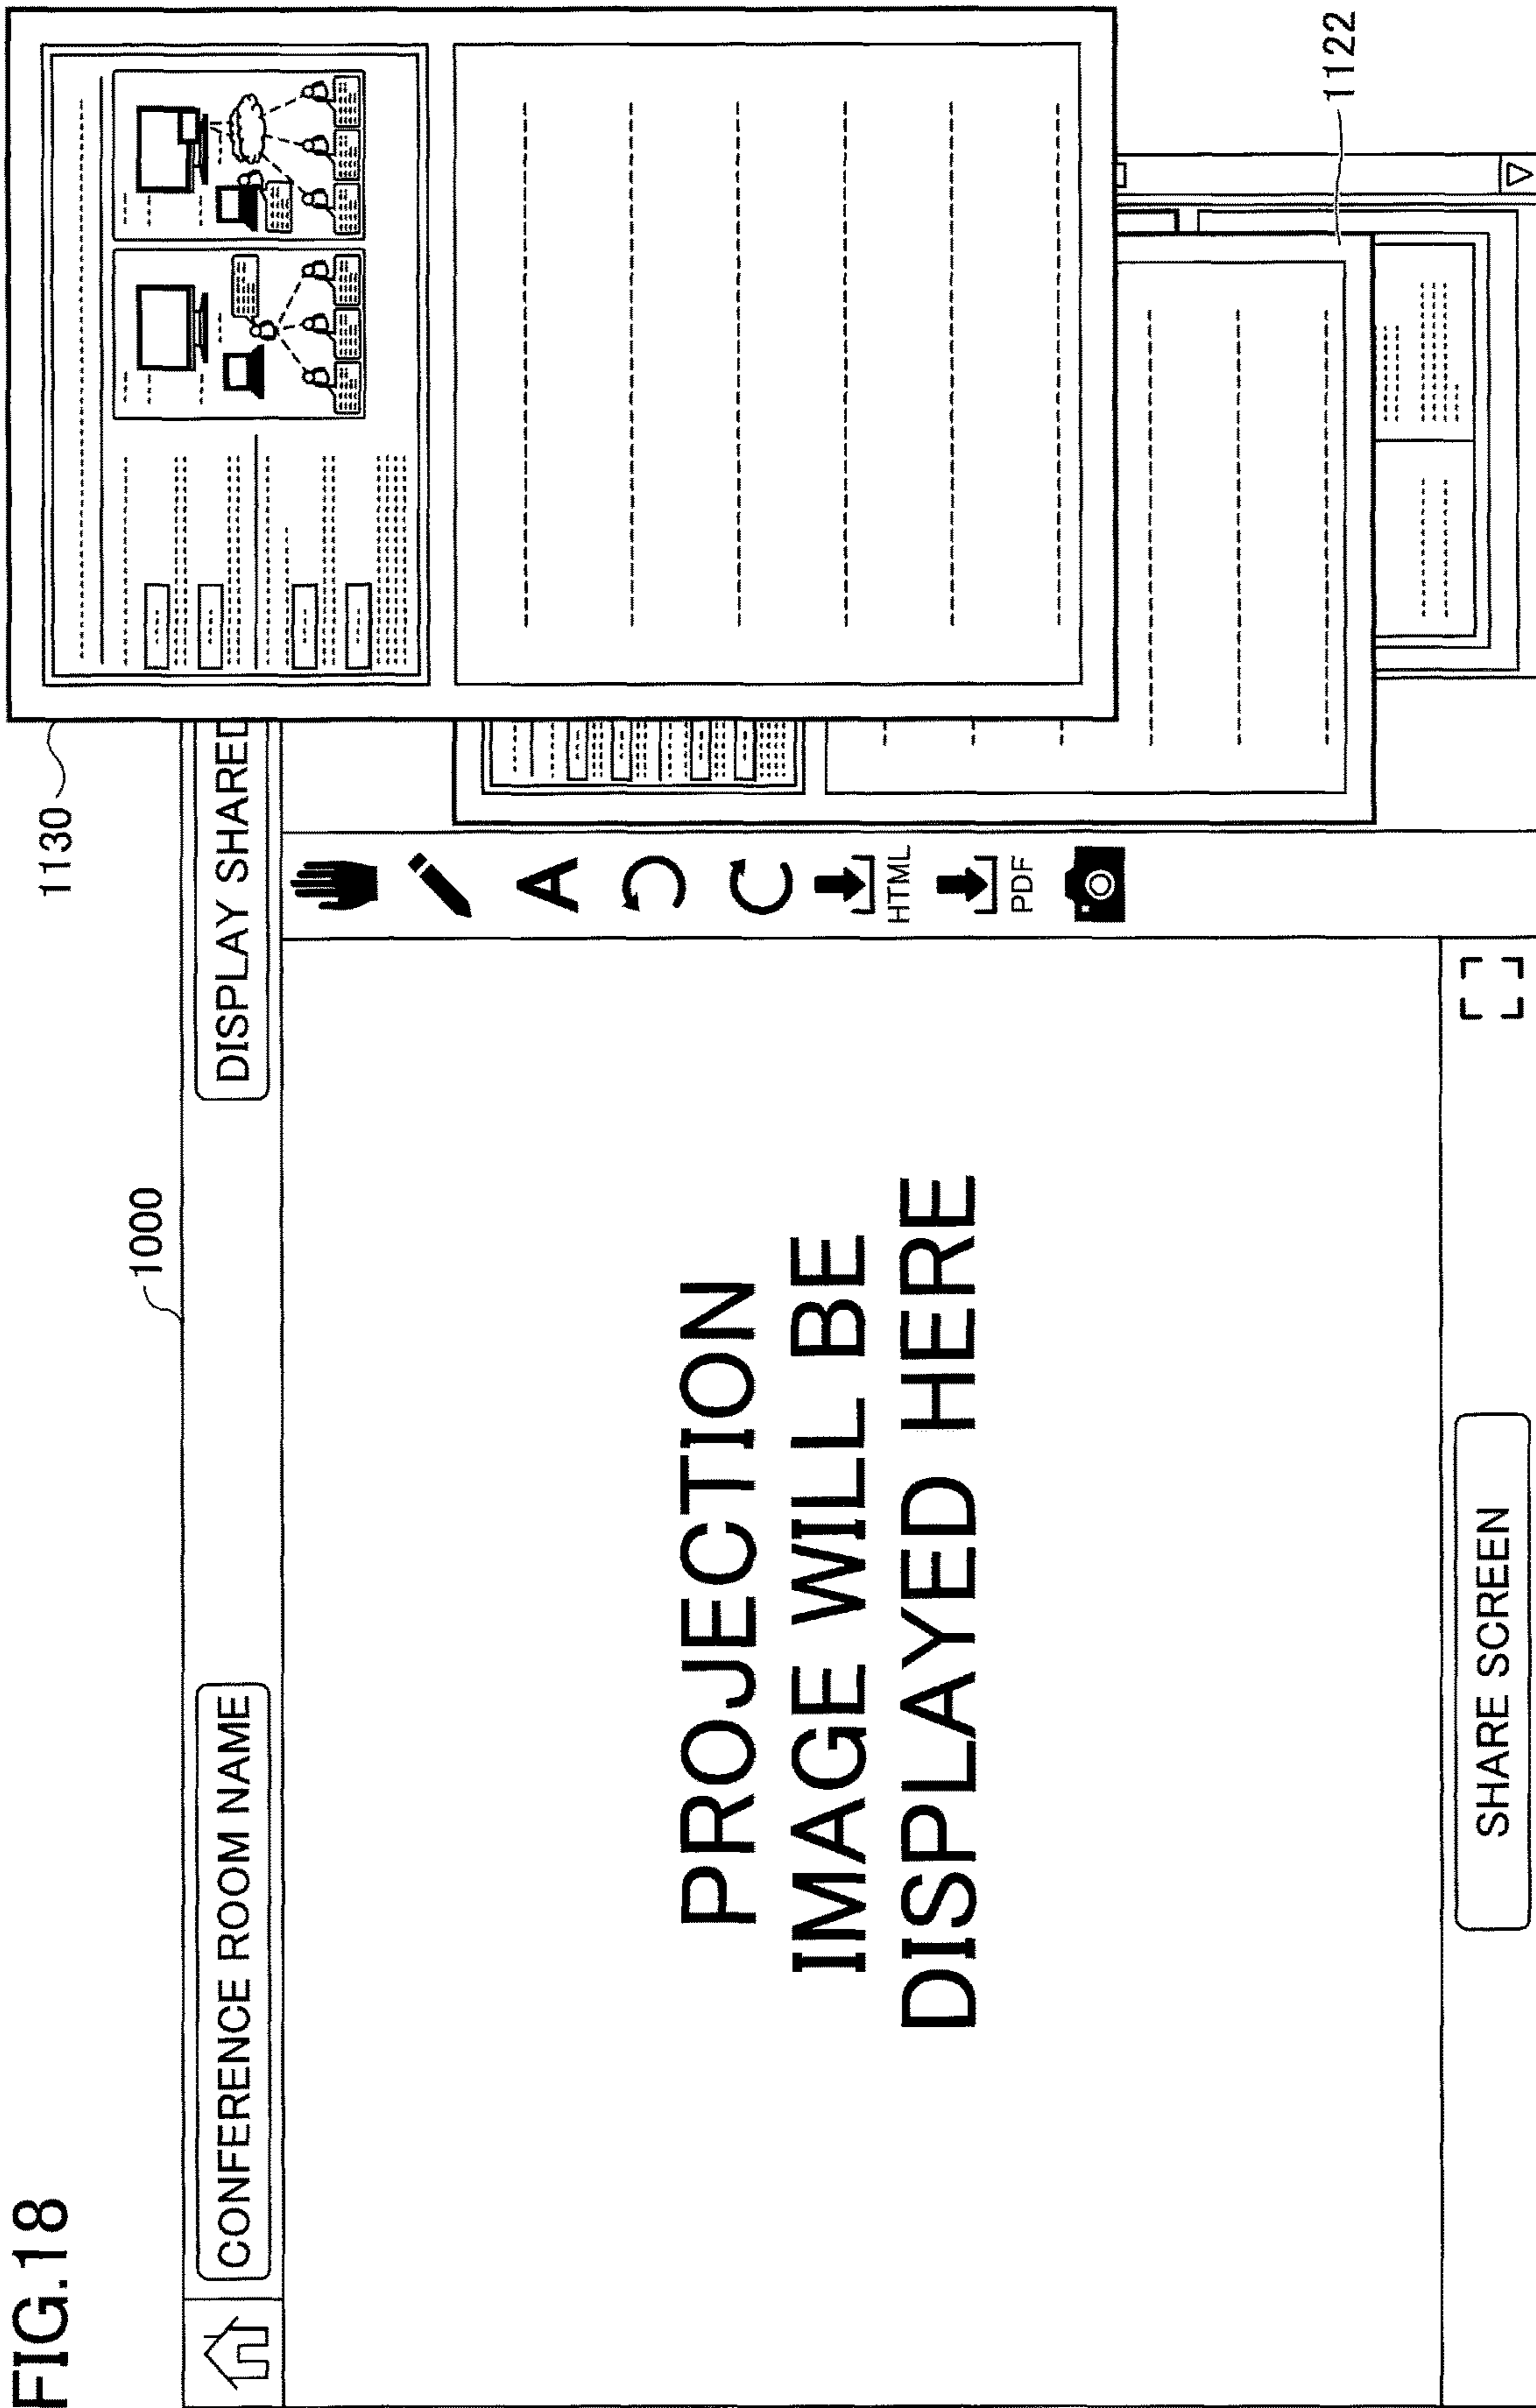 FIG.18
1000
1130
CONFERENCE ROOM NAME
DISPLAY SHARED
A
HTML
PDF
PROJECTION
IMAGE WILL BE
DISPLAYED HERE
SHARE SCREEN
1122